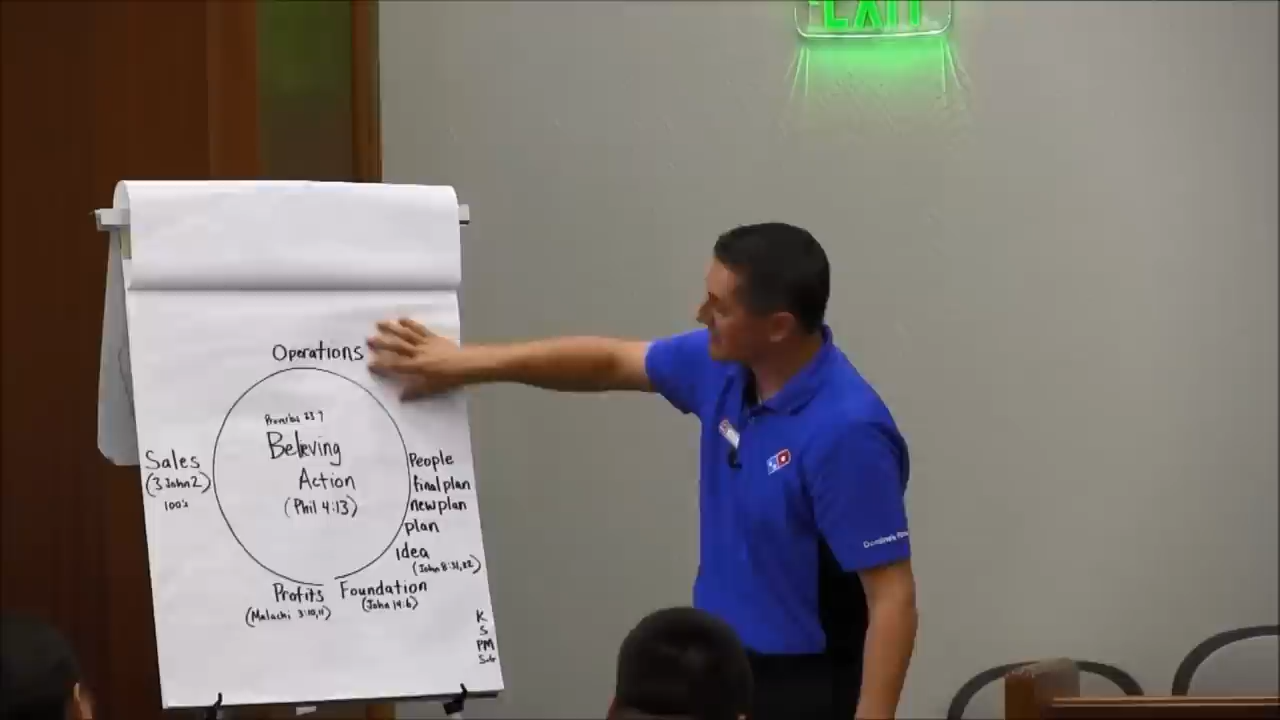 EXIT
Operations
Proverbs 23 7
Believing
Action
(Phil 4:13)
Sales
(3 John 2)
100's
People
final plan
new plan
plan
idea
(John 8:31,32)
Foundation
(John 14:6)
Profits
(Malachi 3:10,11)
K
S
PM
Domino's